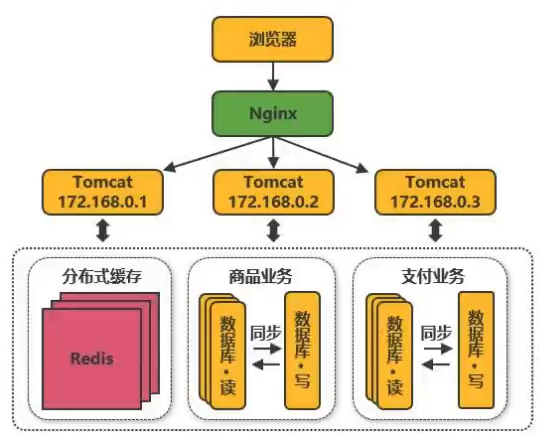 浏览器
Nginx
Tomcat
172.168.0.1
Tomcat
172.168.0.2
Tomcat
172.168.0.3
分布式缓存
Redis
商品业务
数据库·读
同步
数据库·写
支付业务
数据库·读
同步
数据库·写